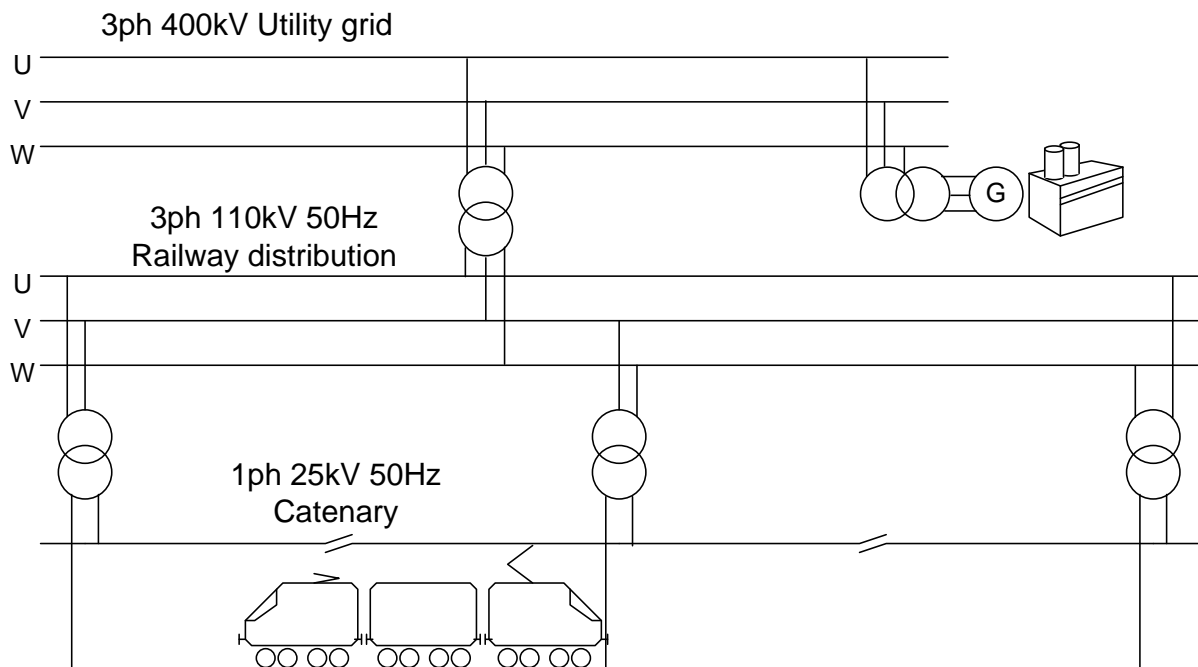 3ph 400kV Utility grid
U
V
W
G
3ph 110kV 50Hz
Railway distribution
U
V
W
1ph 25kV 50Hz
Catenary